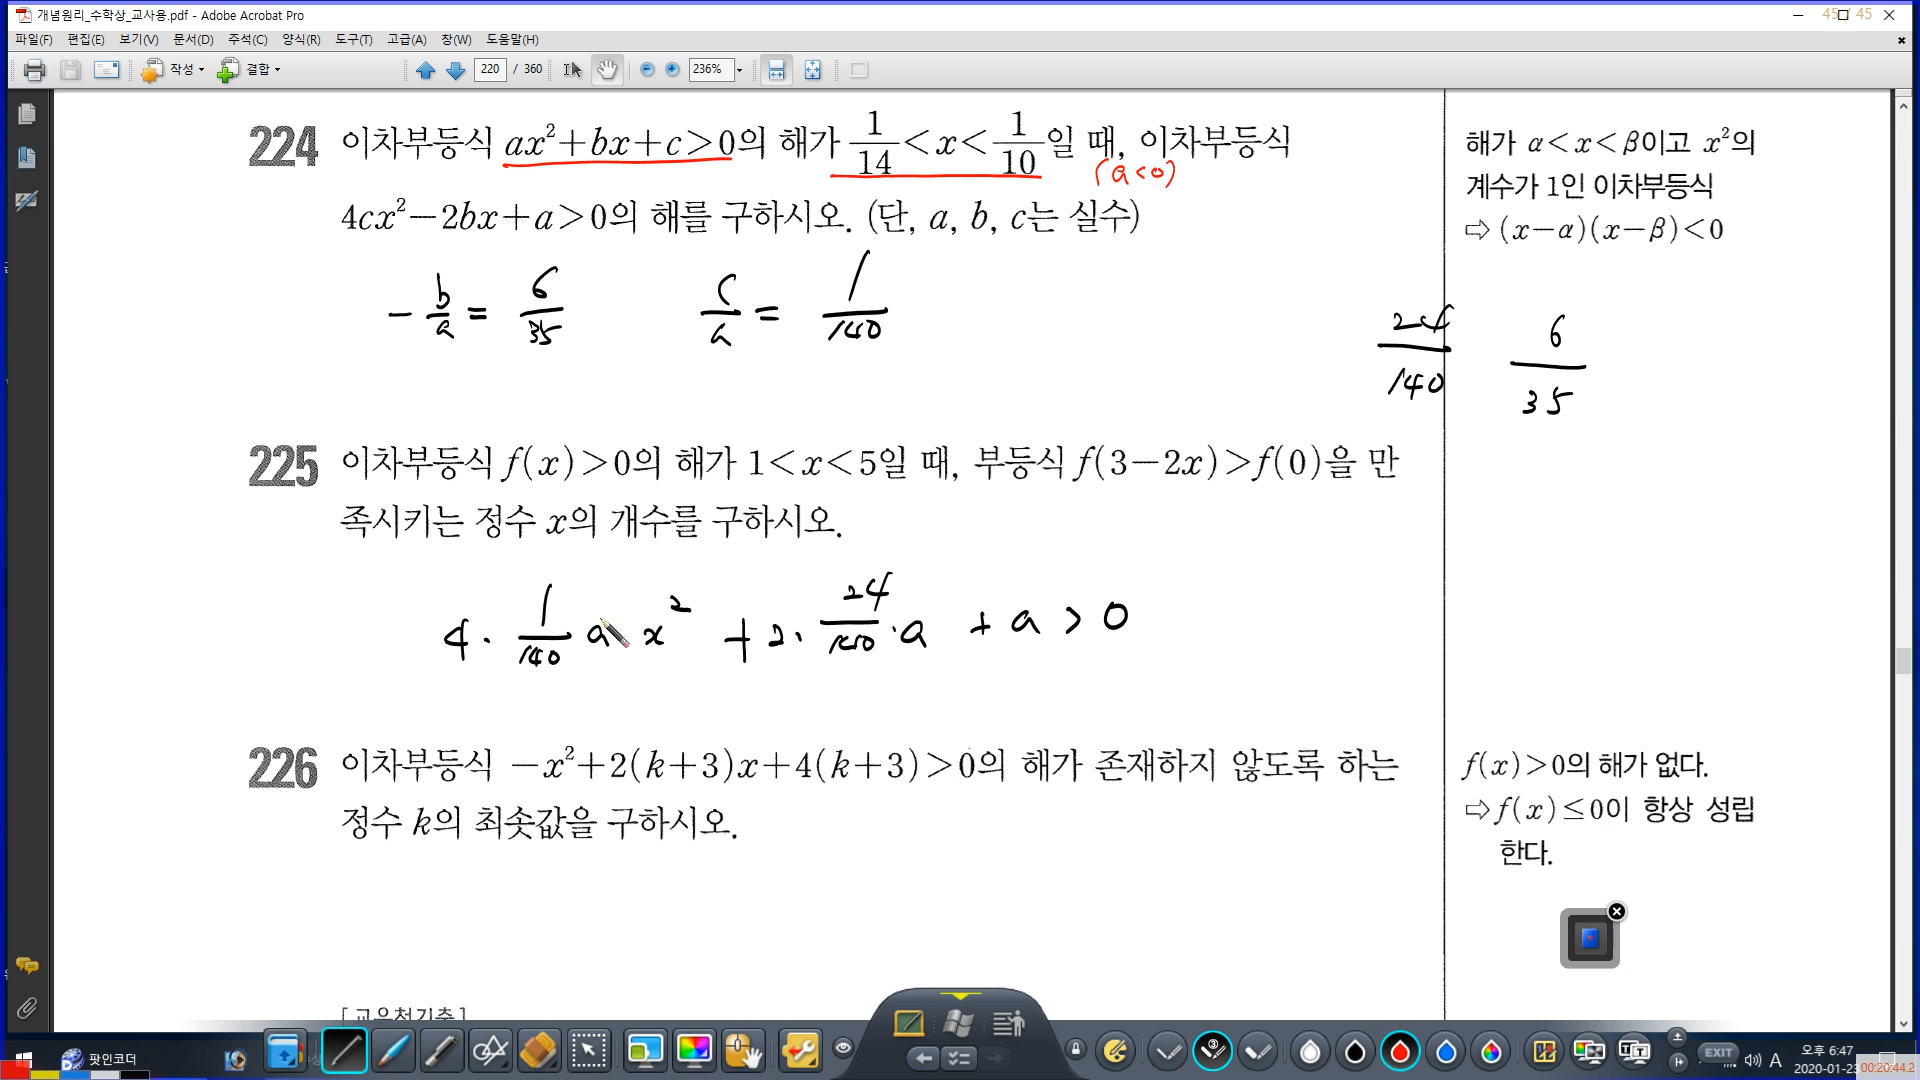 개념원리_수학상_교사용.pdf - Adobe Acrobat Pro
45 / 45
파일(F) 편집(E) 보기(V) 문서(D) 주석(C) 양식(R) 도구(T) 고급(A) 창(W) 도움말(H)
작성 결합 220 / 360 236%
224 이차부등식 ax²+bx+c>0의 해가 1/14<x<1/10일 때, 이차부등식
(a<0)
4cx²-2bx+a>0의 해를 구하시오. (단, a, b, c는 실수)
해가 α<x<β이고 x²의
계수가 1인 이차부등식
⇨ (x-α)(x-β)<0
- b/a = 6/35 c/a = 1/140
24/140 6/35
225 이차부등식 f(x)>0의 해가 1<x<5일 때, 부등식 f(3-2x)>f(0)을 만
족시키는 정수 x의 개수를 구하시오.
4 · 1/140 a x² + 2 · 24/140 · a + a > 0
226 이차부등식 -x²+2(k+3)x+4(k+3)>0의 해가 존재하지 않도록 하는
정수 k의 최솟값을 구하시오.
f(x)>0의 해가 없다.
⇨ f(x)≤0이 항상 성립
한다.
팟인코더
EXIT
A
오후 6:47
2020-01-23
00:20:44.2